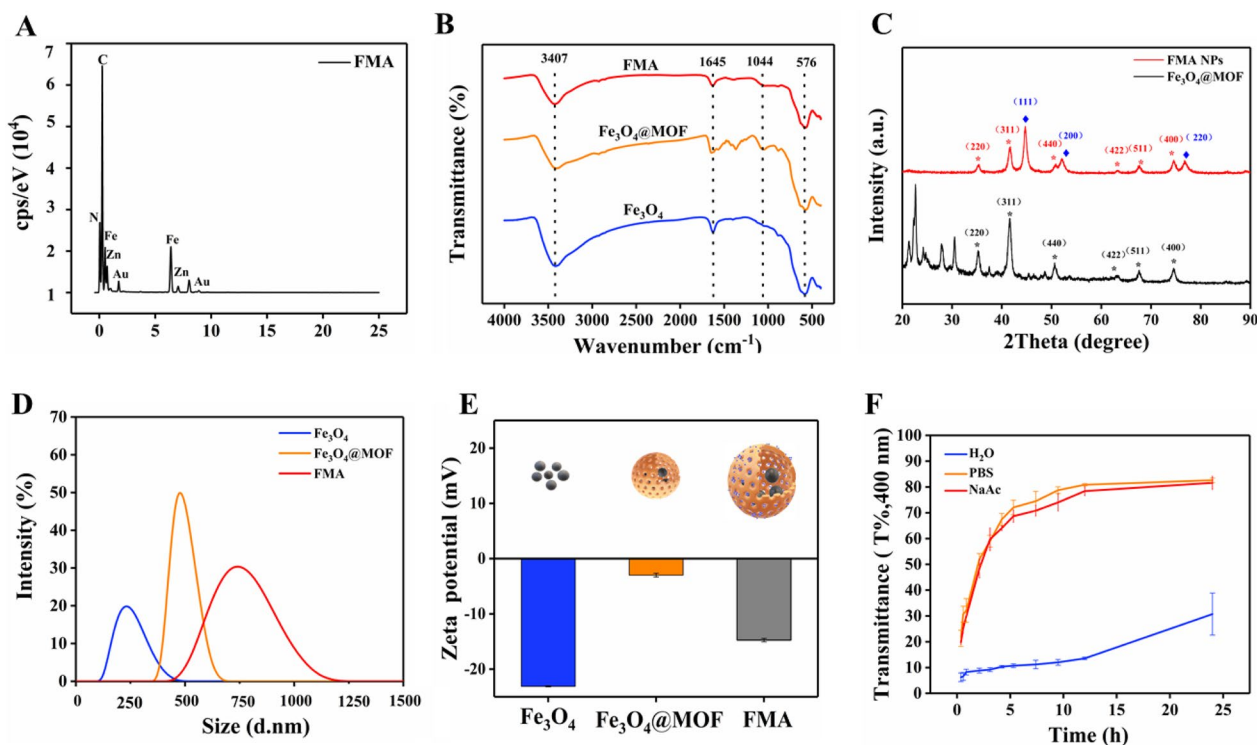 A
FMA
C
N
Fe
Zn
Au
Fe
Zn
Au
7
6
5
4
3
2
1
0
5
10
15
20
25
cps/eV (10⁴)
B
3407
1645
1044
576
FMA
Fe₃O₄@MOF
Fe₃O₄
Transmittance (%)
4000
3500
3000
2500
2000
1500
1000
500
Wavenumber (cm⁻¹)
C
FMA NPs
Fe₃O₄@MOF
(111)
(311)
(220)
(440)
(200)
(422)
(511)
(400)
(220)
(311)
(220)
(440)
(422)
(511)
(400)
Intensity (a.u.)
20
30
40
50
60
70
80
90
2Theta (degree)
D
Fe₃O₄
Fe₃O₄@MOF
FMA
70
60
50
40
30
20
10
0
Intensity (%)
0
250
500
750
1000
1250
1500
Size (d.nm)
E
20
10
0
-10
-20
Zeta potential (mV)
Fe₃O₄
Fe₃O₄@MOF
FMA
F
H₂O
PBS
NaAc
100
90
80
70
60
50
40
30
20
10
0
Transmittance ( T%,400 nm)
0
5
10
15
20
25
Time (h)